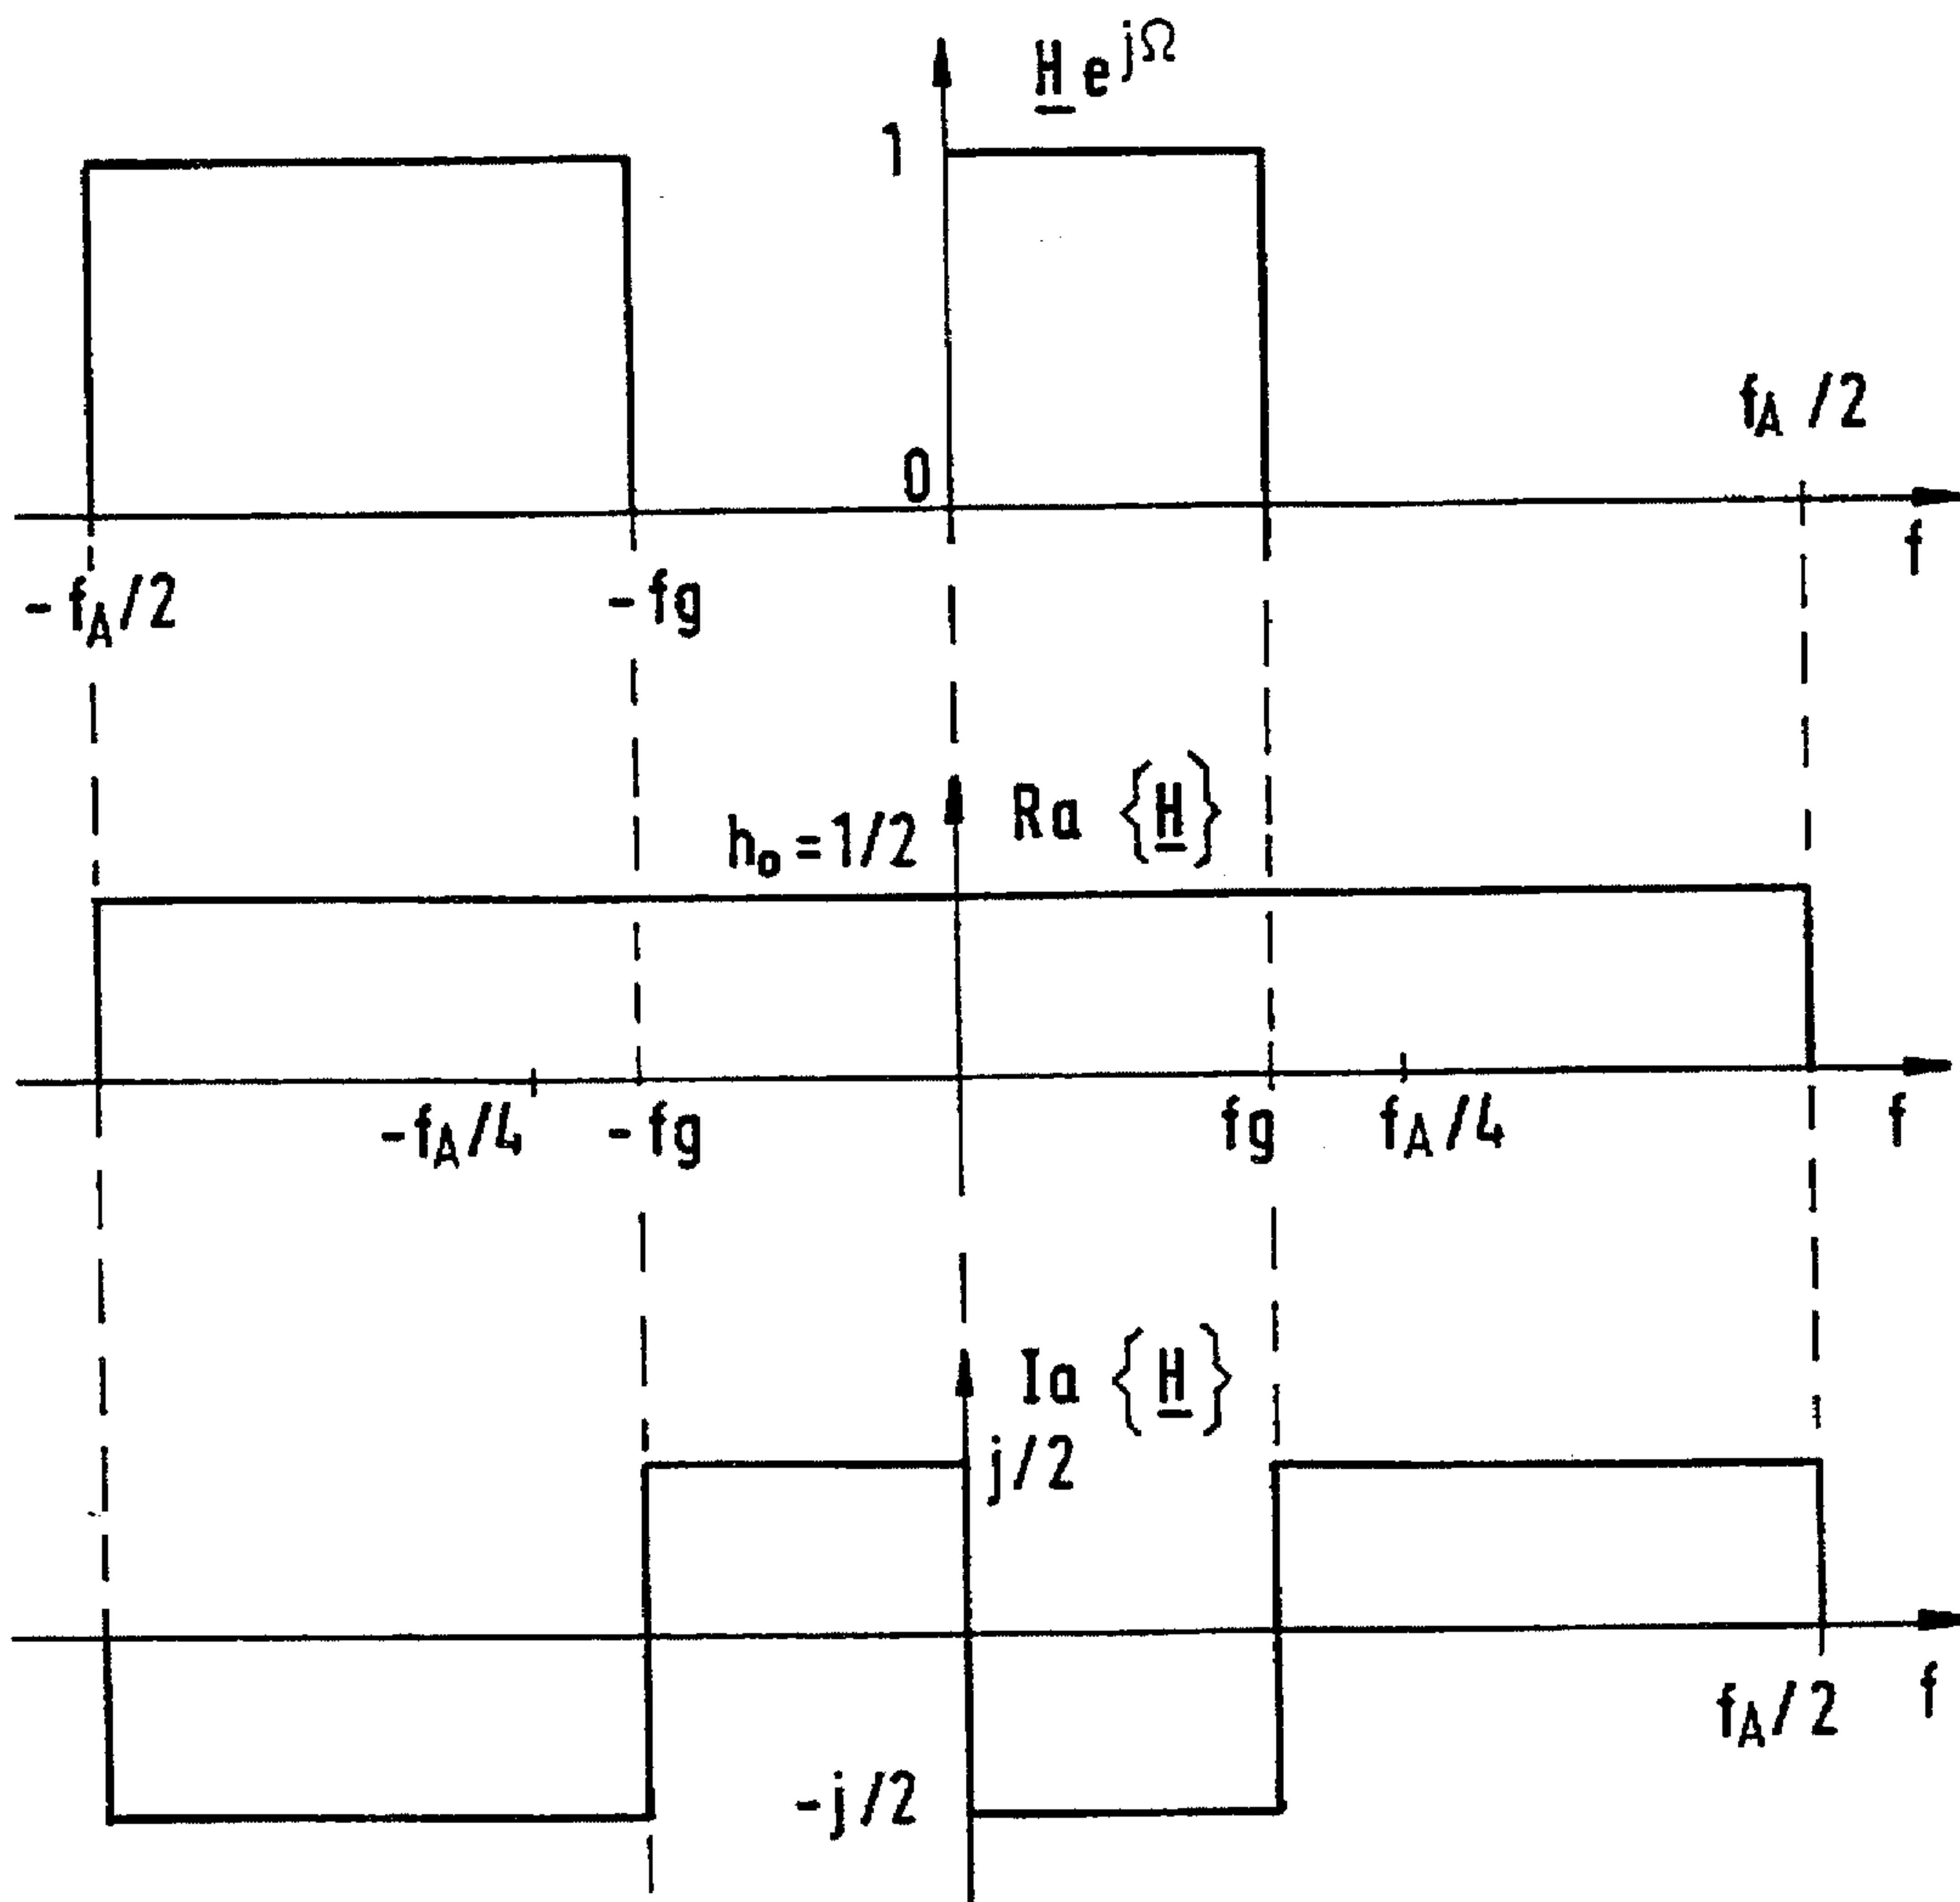 H e^jΩ
1
f_A /2
0
f
-f_A/2
-fg
h_o = 1/2
Ra {H}
-f_A/4
-fg
fg
f_A/4
f
Ia {H}
j/2
f_A/2
f
-j/2